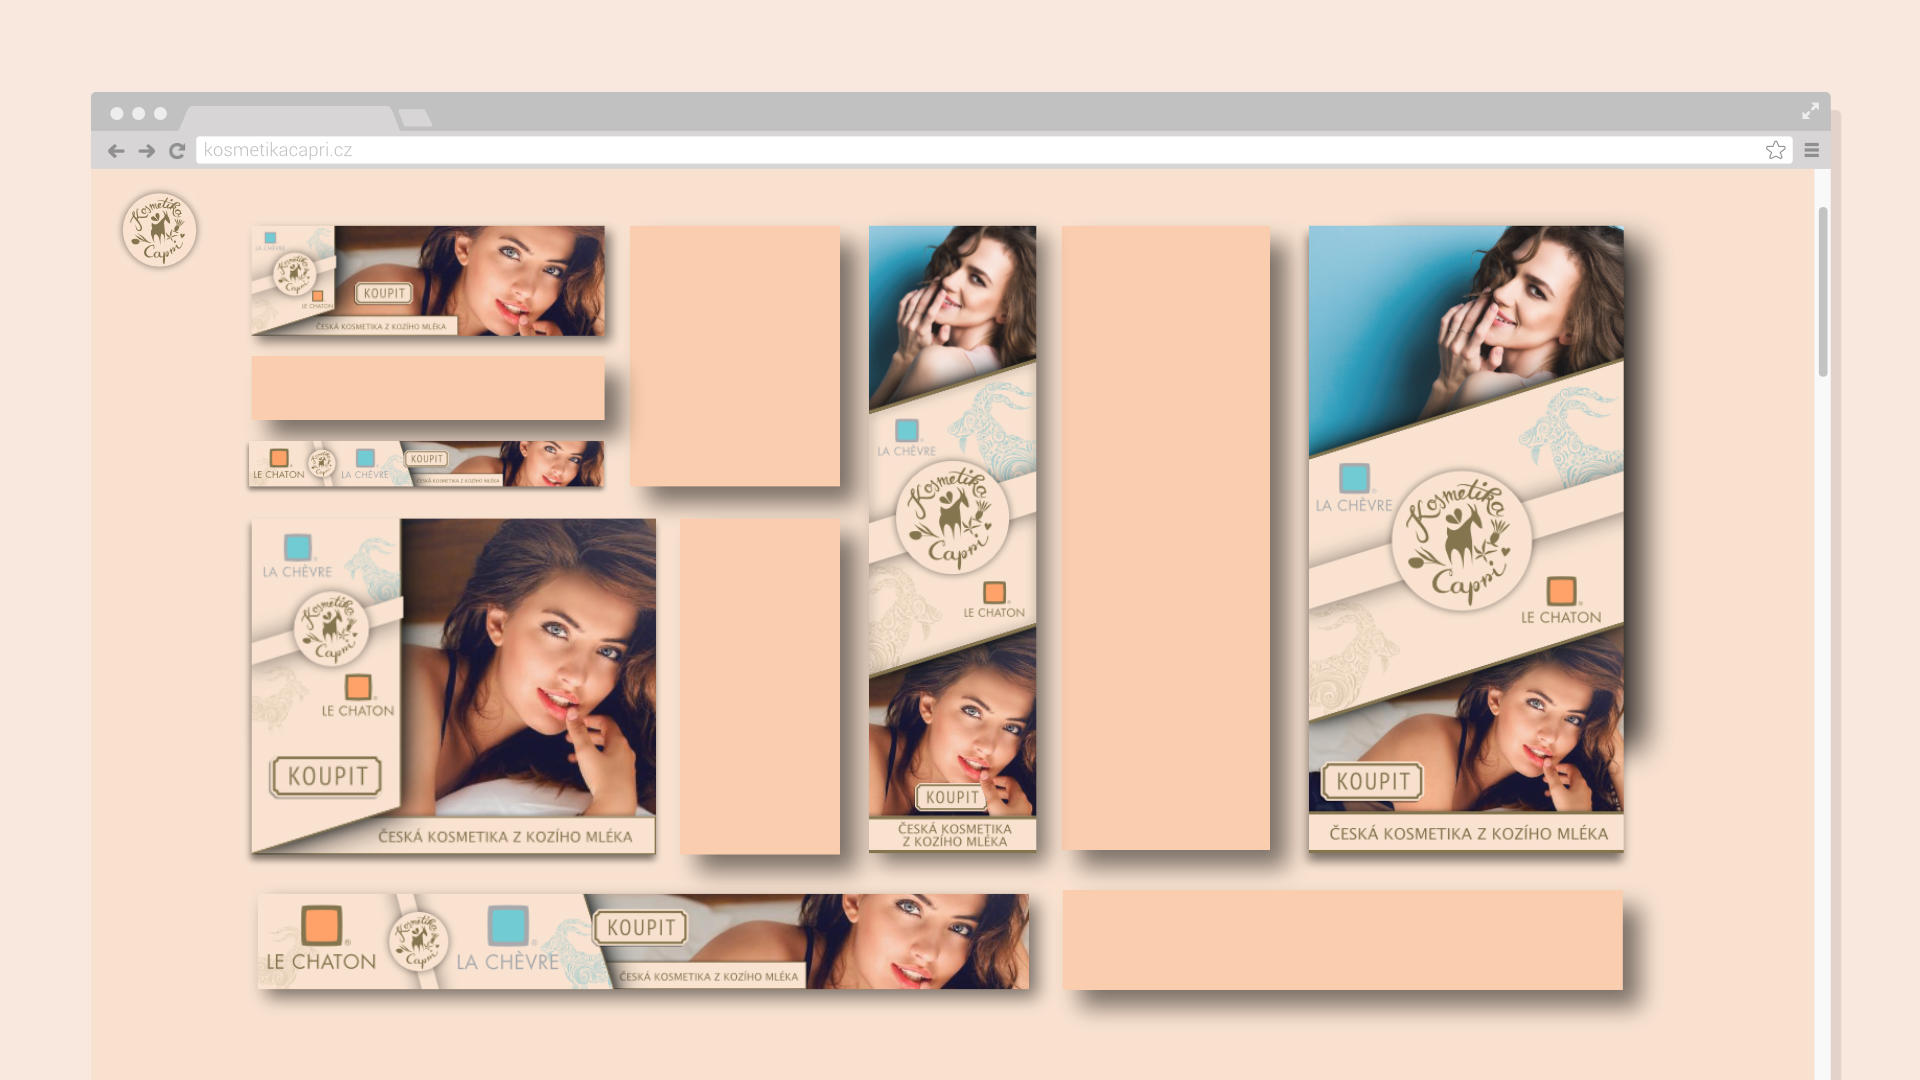 kosmetikacapri.cz
Kosmetika
Capri
LA CHÈVRE
Kosmetika
Capri
LE CHATON
KOUPIT
ČESKÁ KOSMETIKA Z KOZÍHO MLÉKA
LE CHATON
Kosmetika
Capri
LA CHÈVRE
KOUPIT
ČESKÁ KOSMETIKA Z KOZÍHO MLÉKA
LA CHÈVRE
Kosmetika
Capri
LE CHATON
KOUPIT
ČESKÁ KOSMETIKA Z KOZÍHO MLÉKA
LA CHÈVRE
Kosmetika
Capri
LE CHATON
KOUPIT
ČESKÁ KOSMETIKA
Z KOZÍHO MLÉKA
LA CHÈVRE
Kosmetika
Capri
LE CHATON
KOUPIT
ČESKÁ KOSMETIKA Z KOZÍHO MLÉKA
LE CHATON
®
Kosmetika
Capri
LA CHÈVRE
KOUPIT
ČESKÁ KOSMETIKA Z KOZÍHO MLÉKA